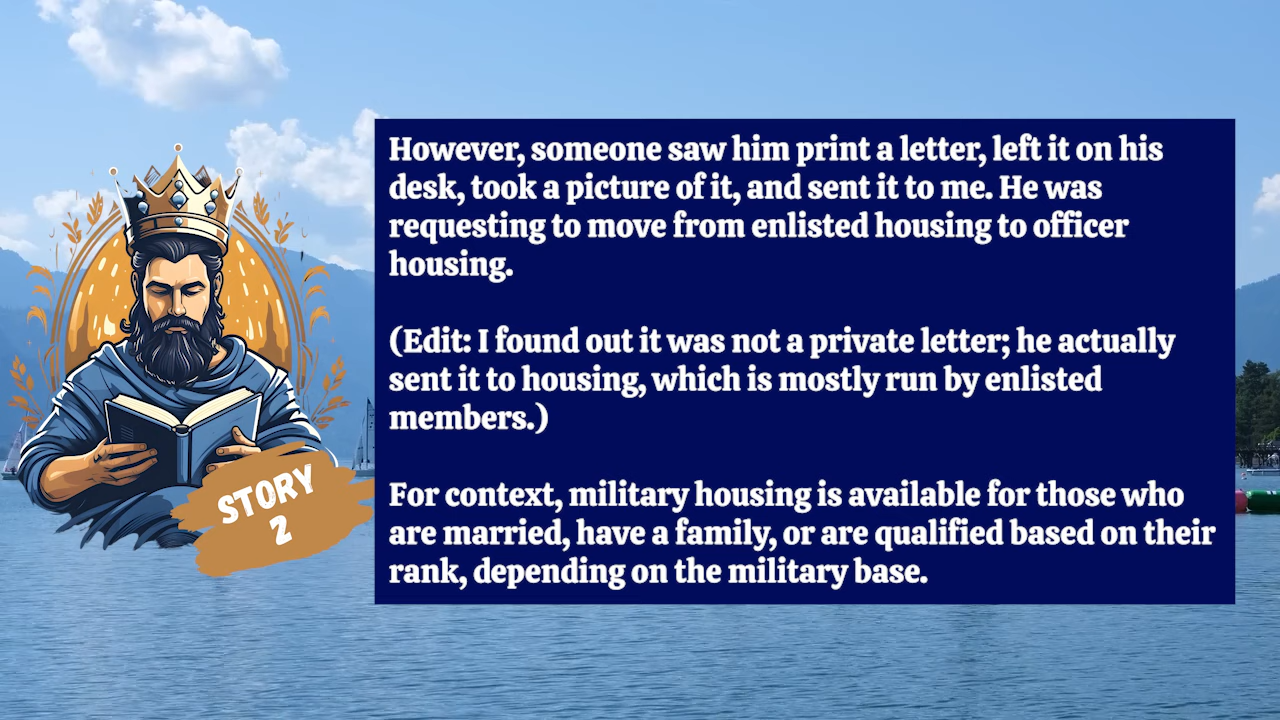 However, someone saw him print a letter, left it on his
desk, took a picture of it, and sent it to me. He was
requesting to move from enlisted housing to officer
housing.
(Edit: I found out it was not a private letter; he actually
sent it to housing, which is mostly run by enlisted
members.)
For context, military housing is available for those who
are married, have a family, or are qualified based on their
rank, depending on the military base.
STORY
2